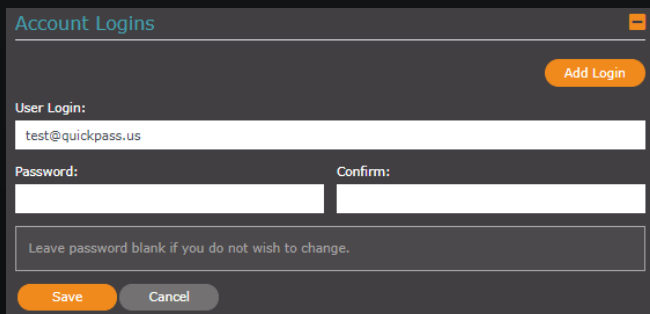 Account Logins
Add Login
User Login:
test@quickpass.us
Password:
Confirm:
Leave password blank if you do not wish to change.
Save
Cancel